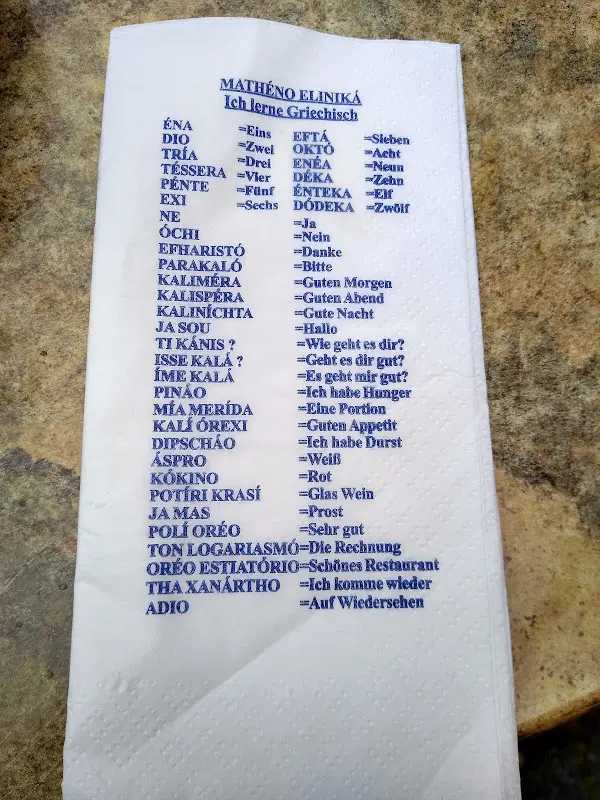 MATHÉNO ELINIKÁ
Ich lerne Griechisch
ÉNA =Eins EFTÁ =Sieben
DIO =Zwei OKTÓ =Acht
TRÍA =Drei ENÉA =Neun
TÉSSERA =Vier DÉKA =Zehn
PÉNTE =Fünf ÉNTEKA =Elf
EXI =Sechs DÓDEKA =Zwölf
NE =Ja
ÓCHI =Nein
EFHARISTÓ =Danke
PARAKALÓ =Bitte
KALIMÉRA =Guten Morgen
KALISPÉRA =Guten Abend
KALINÍCHTA =Gute Nacht
JA SOU =Hallo
TI KÁNIS ? =Wie geht es dir?
ISSE KALÁ ? =Geht es dir gut?
ÍME KALÁ =Es geht mir gut?
PINÁO =Ich habe Hunger
MÍA MERÍDA =Eine Portion
KALÍ ÓREXI =Guten Appetit
DIPSCHÁO =Ich habe Durst
ÁSPRO =Weiß
KÓKINO =Rot
POTÍRI KRASÍ =Glas Wein
JA MAS =Prost
POLÍ ORÉO =Sehr gut
TON LOGARIASMÓ=Die Rechnung
ORÉO ESTIATÓRIO=Schönes Restaurant
THA XANÁRTHO =Ich komme wieder
ADIO =Auf Wiedersehen